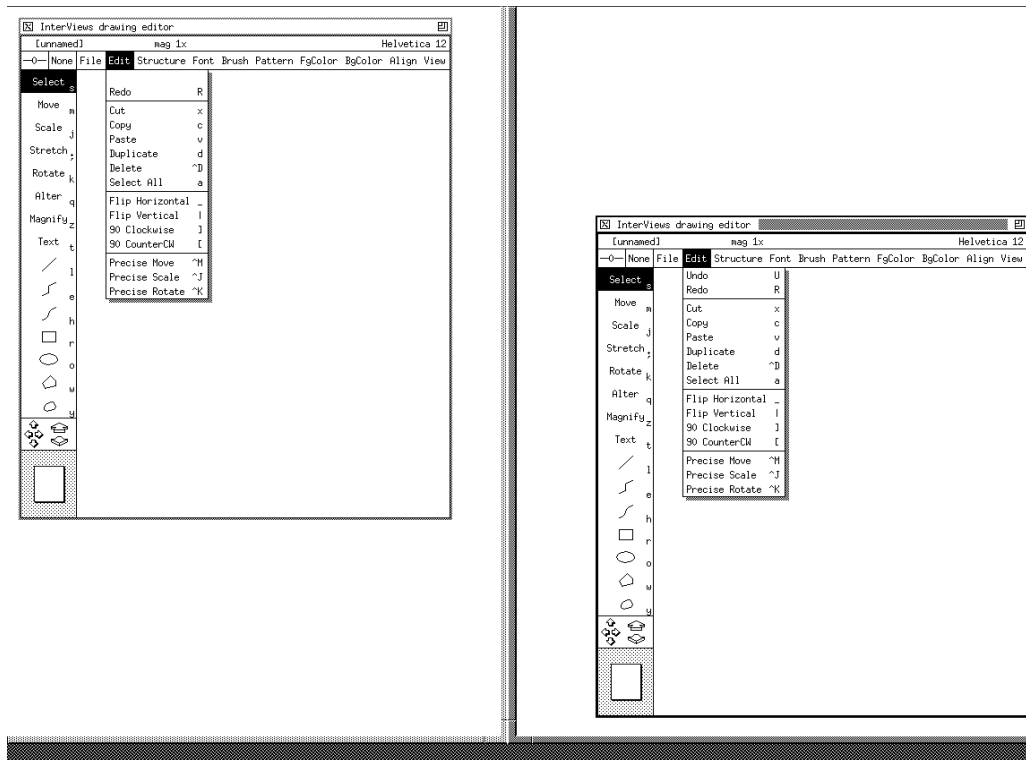 InterViews drawing editor
[unnamed] mag 1x Helvetica 12
None File Edit Structure Font Brush Pattern FgColor BgColor Align View
Select s
Move m
Scale j
Stretch ;
Rotate k
Alter q
Magnify z
Text t
l
e
h
r
o
w
y
Redo R
Cut x
Copy c
Paste v
Duplicate d
Delete ^D
Select All a
Flip Horizontal _
Flip Vertical |
90 Clockwise ]
90 CounterCW [
Precise Move ^M
Precise Scale ^J
Precise Rotate ^K
InterViews drawing editor
[unnamed] mag 1x Helvetica 12
None File Edit Structure Font Brush Pattern FgColor BgColor Align View
Select s
Move m
Scale j
Stretch ;
Rotate k
Alter q
Magnify z
Text t
l
e
h
r
o
w
y
Undo U
Redo R
Cut x
Copy c
Paste v
Duplicate d
Delete ^D
Select All a
Flip Horizontal _
Flip Vertical |
90 Clockwise ]
90 CounterCW [
Precise Move ^M
Precise Scale ^J
Precise Rotate ^K